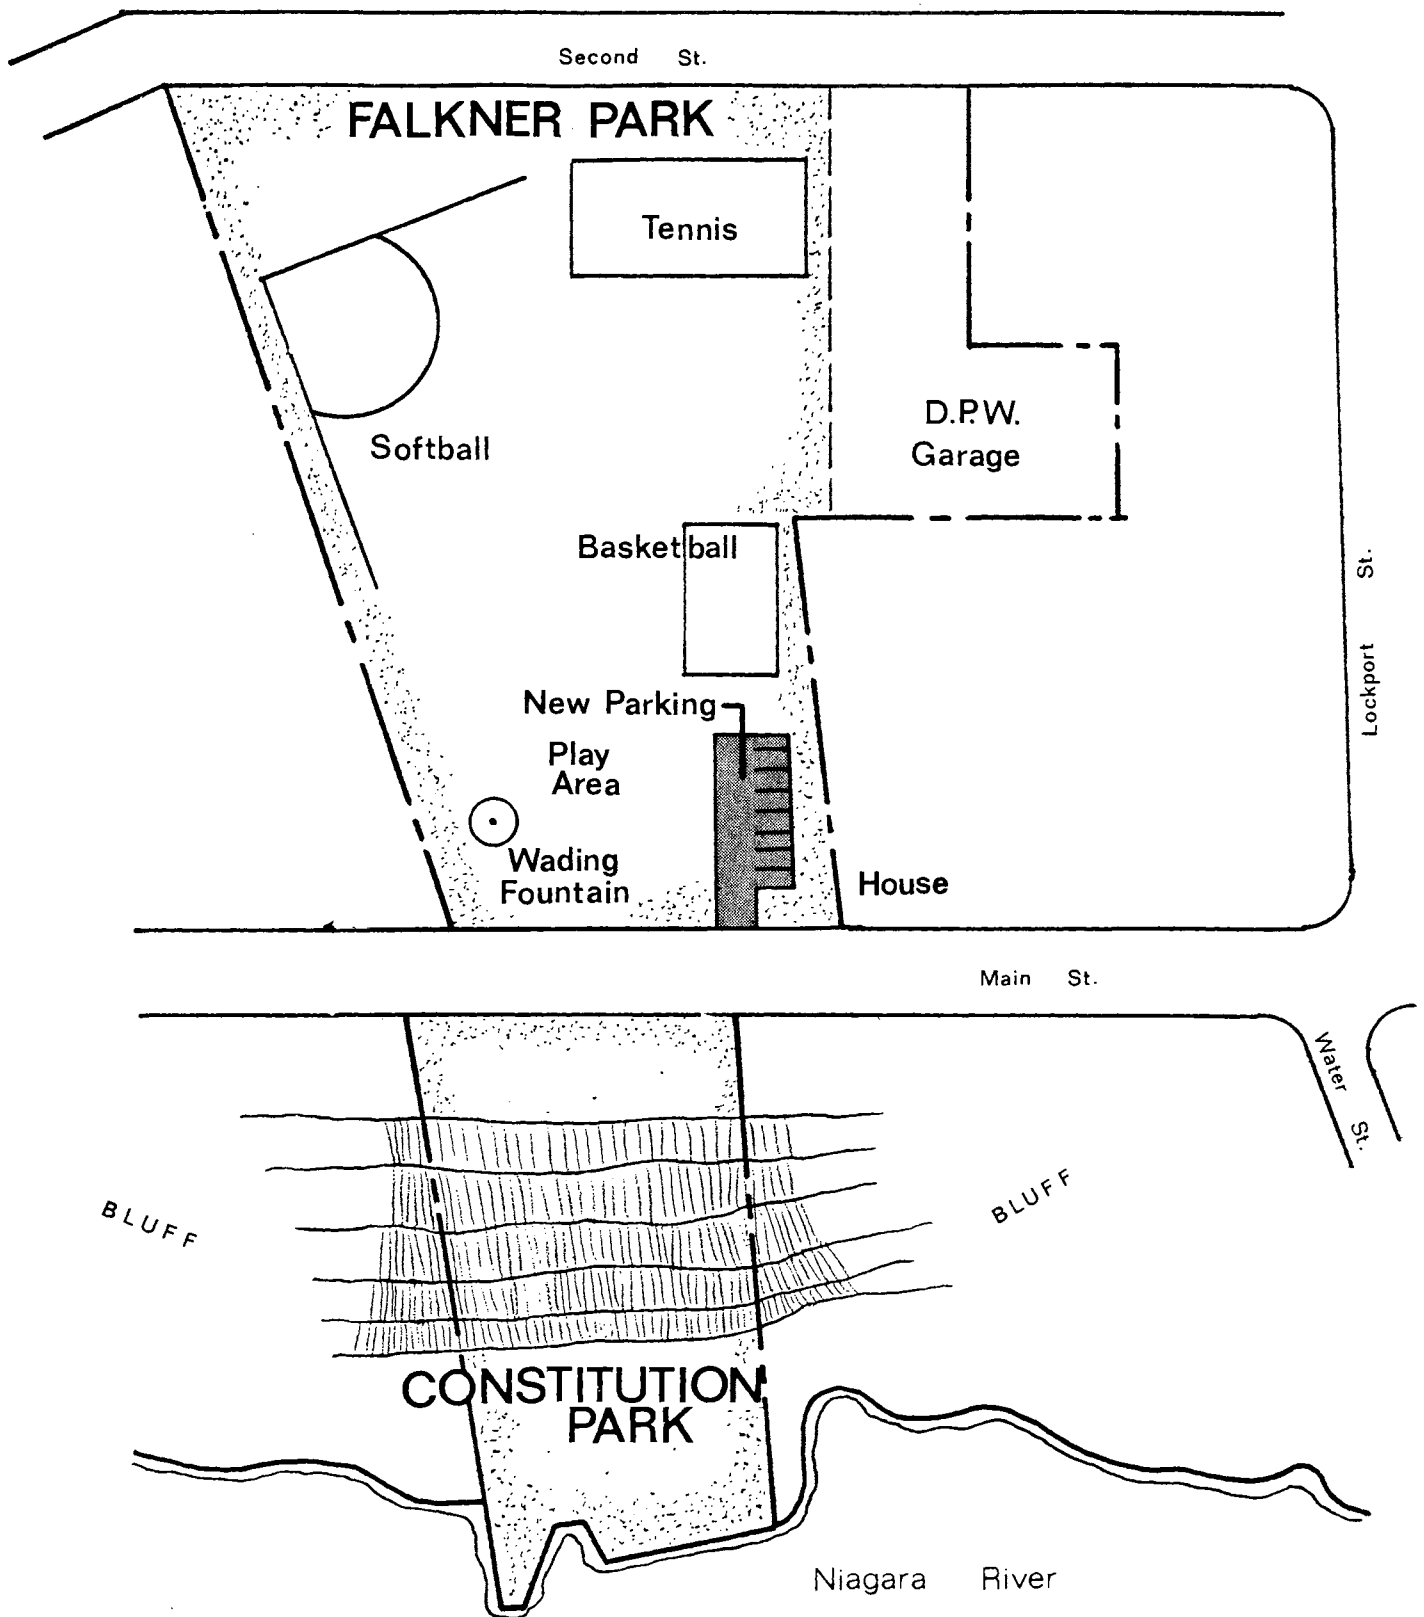 Second St.
FALKNER PARK
Tennis
D.P.W.
Garage
Softball
Basketball
Lockport St.
New Parking
Play
Area
Wading
Fountain
House
Main St.
Water St.
BLUFF
BLUFF
CONSTITUTION
PARK
Niagara River